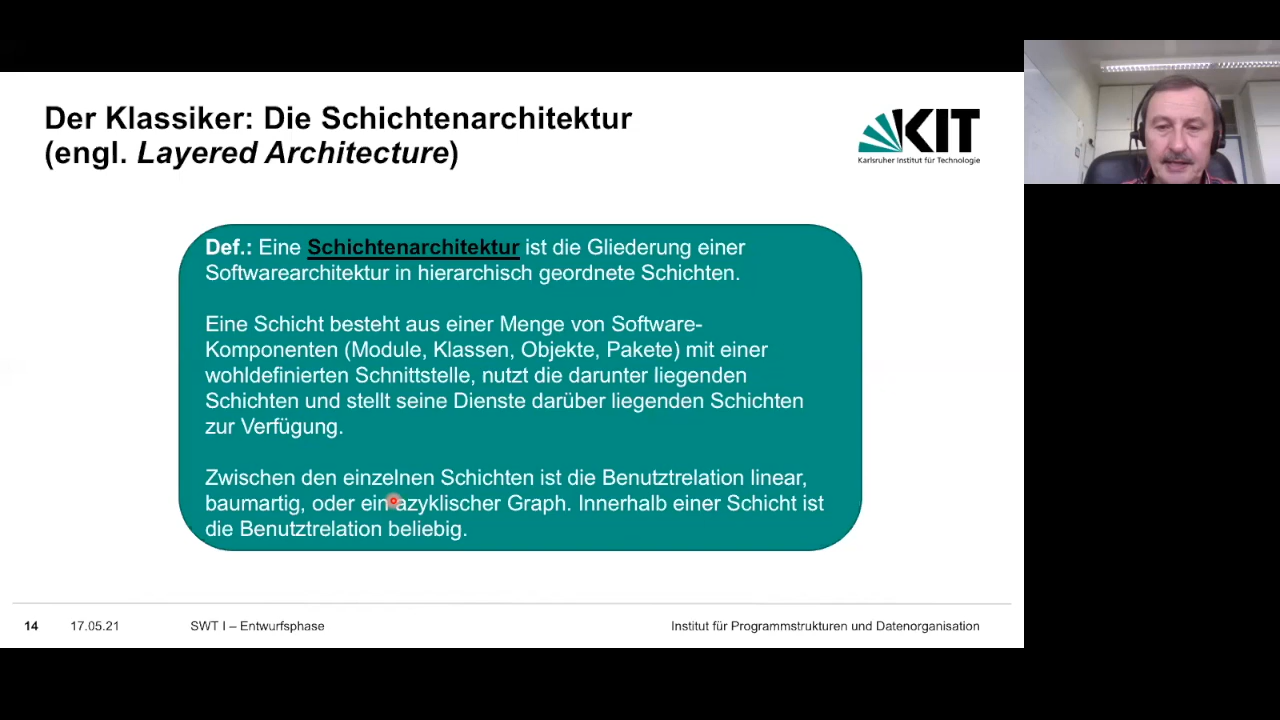 Der Klassiker: Die Schichtenarchitektur
(engl. Layered Architecture)
KIT
Karlsruher Institut für Technologie
Def.: Eine Schichtenarchitektur ist die Gliederung einer
Softwarearchitektur in hierarchisch geordnete Schichten.
Eine Schicht besteht aus einer Menge von Software-
Komponenten (Module, Klassen, Objekte, Pakete) mit einer
wohldefinierten Schnittstelle, nutzt die darunter liegenden
Schichten und stellt seine Dienste darüber liegenden Schichten
zur Verfügung.
Zwischen den einzelnen Schichten ist die Benutztrelation linear,
baumartig, oder ein azyklischer Graph. Innerhalb einer Schicht ist
die Benutztrelation beliebig.
14 17.05.21 SWT I – Entwurfsphase Institut für Programmstrukturen und Datenorganisation